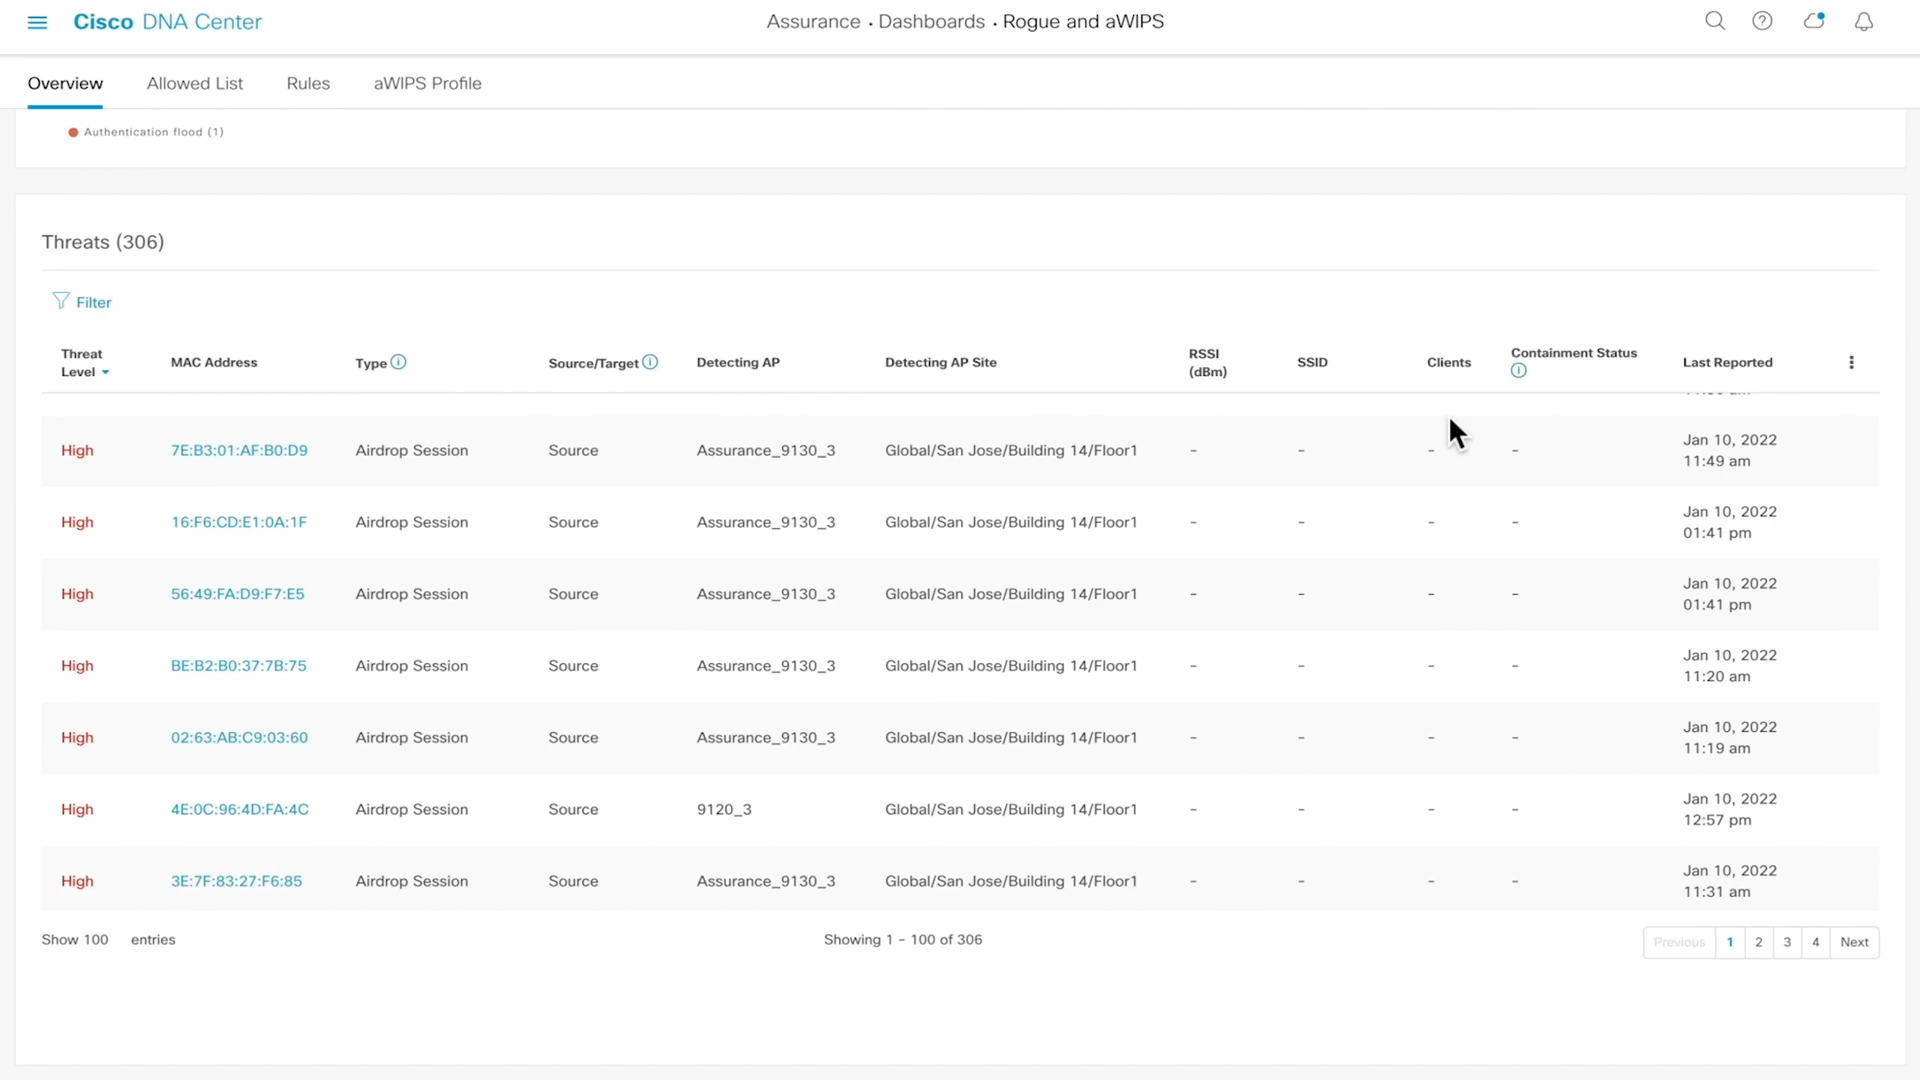 Cisco DNA Center
Assurance • Dashboards • Rogue and aWIPS
Overview Allowed List Rules aWIPS Profile
Authentication flood (1)
Threats (306)
Filter
Threat Level MAC Address Type Source/Target Detecting AP Detecting AP Site RSSI (dBm) SSID Clients Containment Status Last Reported
High 7E:B3:01:AF:B0:D9 Airdrop Session Source Assurance_9130_3 Global/San Jose/Building 14/Floor1 - - - - Jan 10, 2022 11:49 am
High 16:F6:CD:E1:0A:1F Airdrop Session Source Assurance_9130_3 Global/San Jose/Building 14/Floor1 - - - - Jan 10, 2022 01:41 pm
High 56:49:FA:D9:F7:E5 Airdrop Session Source Assurance_9130_3 Global/San Jose/Building 14/Floor1 - - - - Jan 10, 2022 01:41 pm
High BE:B2:B0:37:7B:75 Airdrop Session Source Assurance_9130_3 Global/San Jose/Building 14/Floor1 - - - - Jan 10, 2022 11:20 am
High 02:63:AB:C9:03:60 Airdrop Session Source Assurance_9130_3 Global/San Jose/Building 14/Floor1 - - - - Jan 10, 2022 11:19 am
High 4E:0C:96:4D:FA:4C Airdrop Session Source 9120_3 Global/San Jose/Building 14/Floor1 - - - - Jan 10, 2022 12:57 pm
High 3E:7F:83:27:F6:85 Airdrop Session Source Assurance_9130_3 Global/San Jose/Building 14/Floor1 - - - - Jan 10, 2022 11:31 am
Show 100 entries Showing 1 - 100 of 306 Previous 1 2 3 4 Next